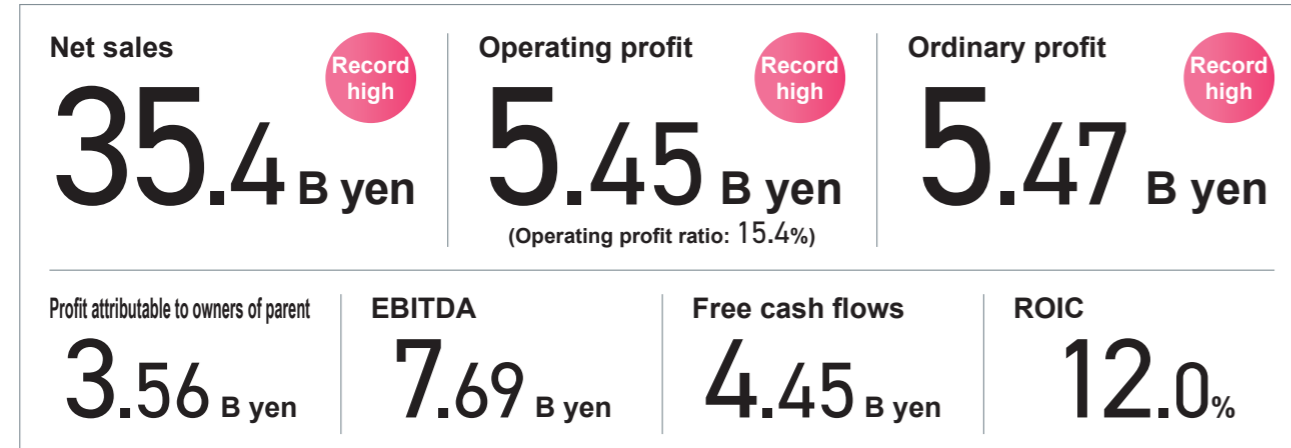 Net sales
Record
high
35.4 B yen
Operating profit
Record
high
5.45 B yen
(Operating profit ratio: 15.4%)
Ordinary profit
Record
high
5.47 B yen
Profit attributable to owners of parent
3.56 B yen
EBITDA
7.69 B yen
Free cash flows
4.45 B yen
ROIC
12.0%